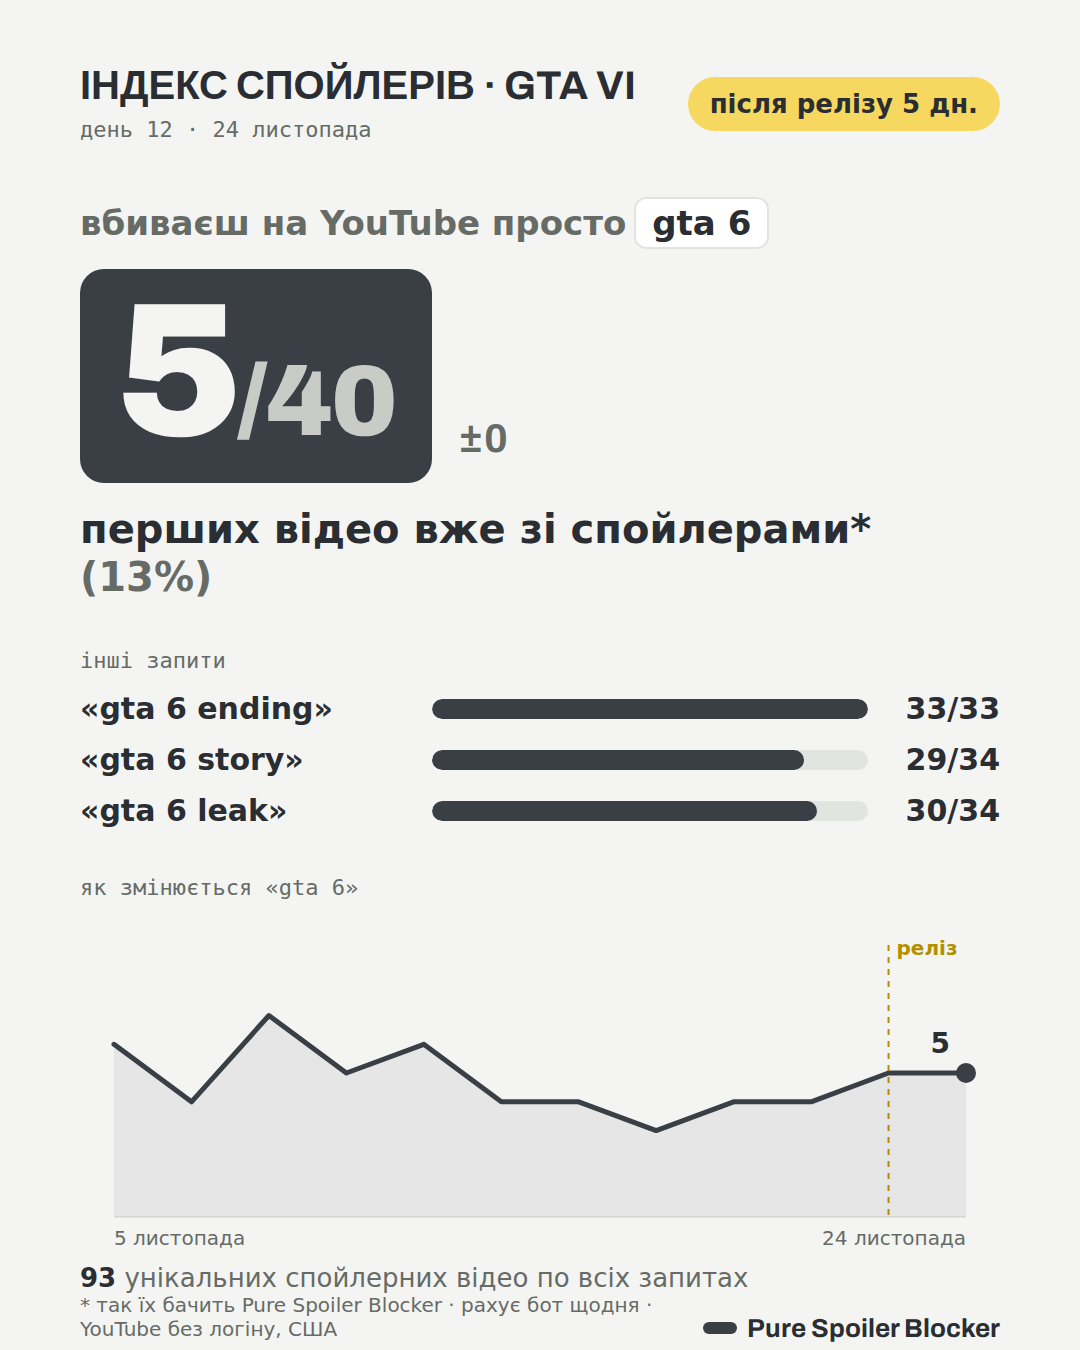 ІНДЕКС СПОЙЛЕРІВ · GTA VI
після релізу 5 дн.
день 12 · 24 листопада
вбиваєш на YouTube просто gta 6
5/40
±0
перших відео вже зі спойлерами*
(13%)
інші запити
«gta 6 ending» 33/33
«gta 6 story» 29/34
«gta 6 leak» 30/34
як змінюється «gta 6»
реліз
5
5 листопада 24 листопада
93 унікальних спойлерних відео по всіх запитах
* так їх бачить Pure Spoiler Blocker · рахує бот щодня ·
YouTube без логіну, США
Pure Spoiler Blocker